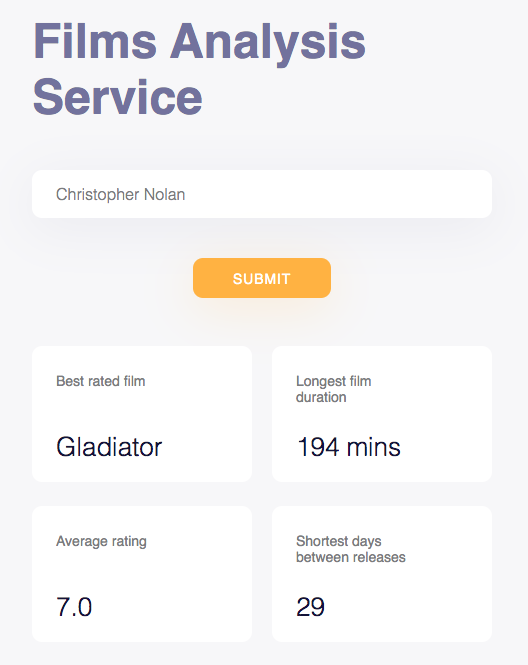 Films Analysis
Service
Christopher Nolan
SUBMIT
Best rated film
Gladiator
Longest film
duration
194 mins
Average rating
7.0
Shortest days
between releases
29